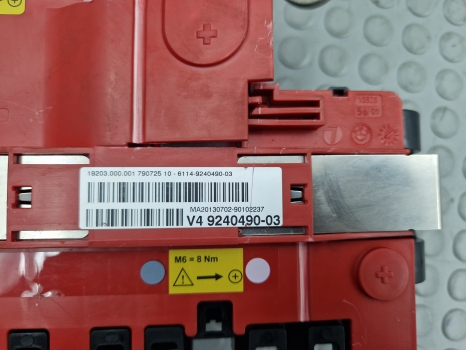 19203.000.001 790725 10 - 6114-9240490-03
MA20130702-90102237
V4 9240490-03
M6 = 8 Nm